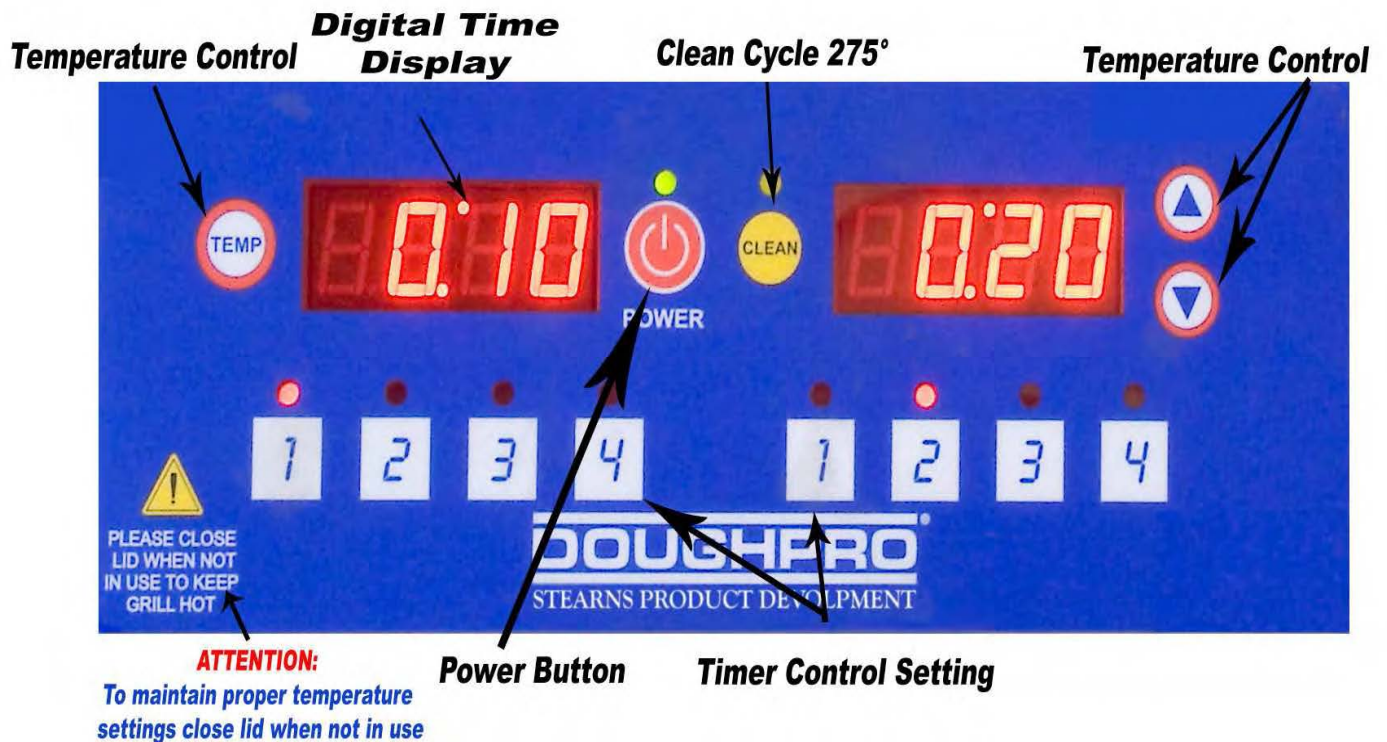 Digital Time
Display
Temperature Control
Clean Cycle 275°
Temperature Control
TEMP
0.10
POWER
CLEAN
0.20
1 2 3 4
1 2 3 4
PLEASE CLOSE
LID WHEN NOT
IN USE TO KEEP
GRILL HOT
DOUGHPRO®
STEARNS PRODUCT DEVOLPMENT
ATTENTION:
To maintain proper temperature
settings close lid when not in use
Power Button
Timer Control Setting